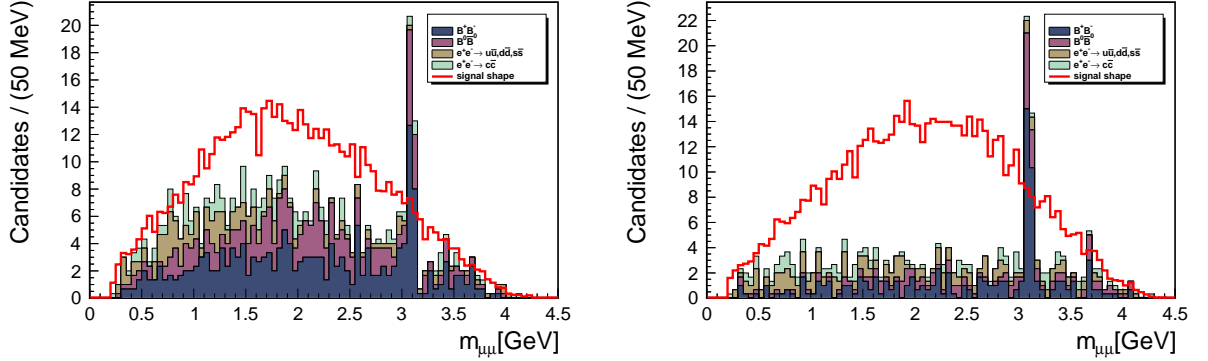 Candidates / (50 MeV)
20
18
16
14
12
10
8
6
4
2
0
B⁺B⁻
B⁰B̅⁰
e⁺e⁻→ uu̅,dd̅,ss̅
e⁺e⁻→ cc̅
signal shape
0 0.5 1 1.5 2 2.5 3 3.5 4 4.5
m_μμ[GeV]
Candidates / (50 MeV)
22
20
18
16
14
12
10
8
6
4
2
0
B⁺B⁻
B⁰B̅⁰
e⁺e⁻→ uu̅,dd̅,ss̅
e⁺e⁻→ cc̅
signal shape
0 0.5 1 1.5 2 2.5 3 3.5 4 4.5
m_μμ[GeV]